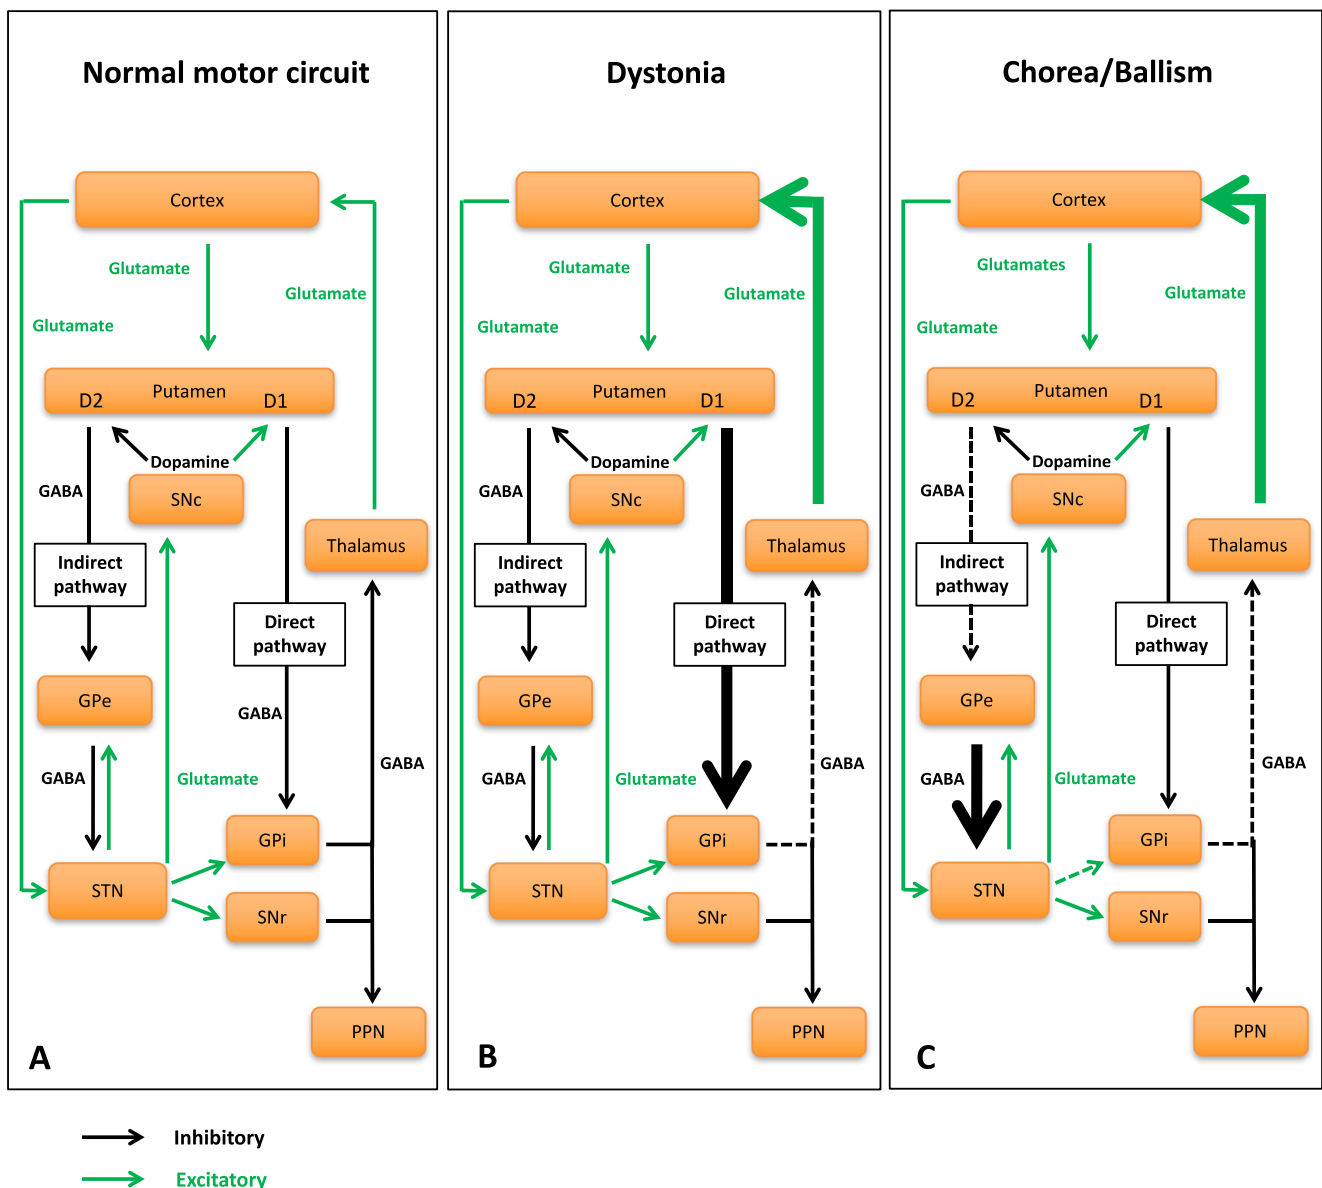 Normal motor circuit
Cortex
Glutamate
Glutamate
Glutamate
Putamen
D2
D1
Dopamine
GABA
SNc
Thalamus
Indirect
pathway
Direct
pathway
GPe
GABA
GABA
Glutamate
GABA
GPi
STN
SNr
PPN
A
Dystonia
Cortex
Glutamate
Glutamate
Glutamate
Putamen
D2
D1
Dopamine
GABA
SNc
Thalamus
Indirect
pathway
Direct
pathway
GPe
GABA
Glutamate
GABA
GPi
STN
SNr
PPN
B
Chorea/Ballism
Cortex
Glutamates
Glutamate
Glutamate
Putamen
D2
D1
Dopamine
GABA
SNc
Thalamus
Indirect
pathway
Direct
pathway
GPe
GABA
Glutamate
GABA
GPi
STN
SNr
PPN
C
Inhibitory
Excitatory